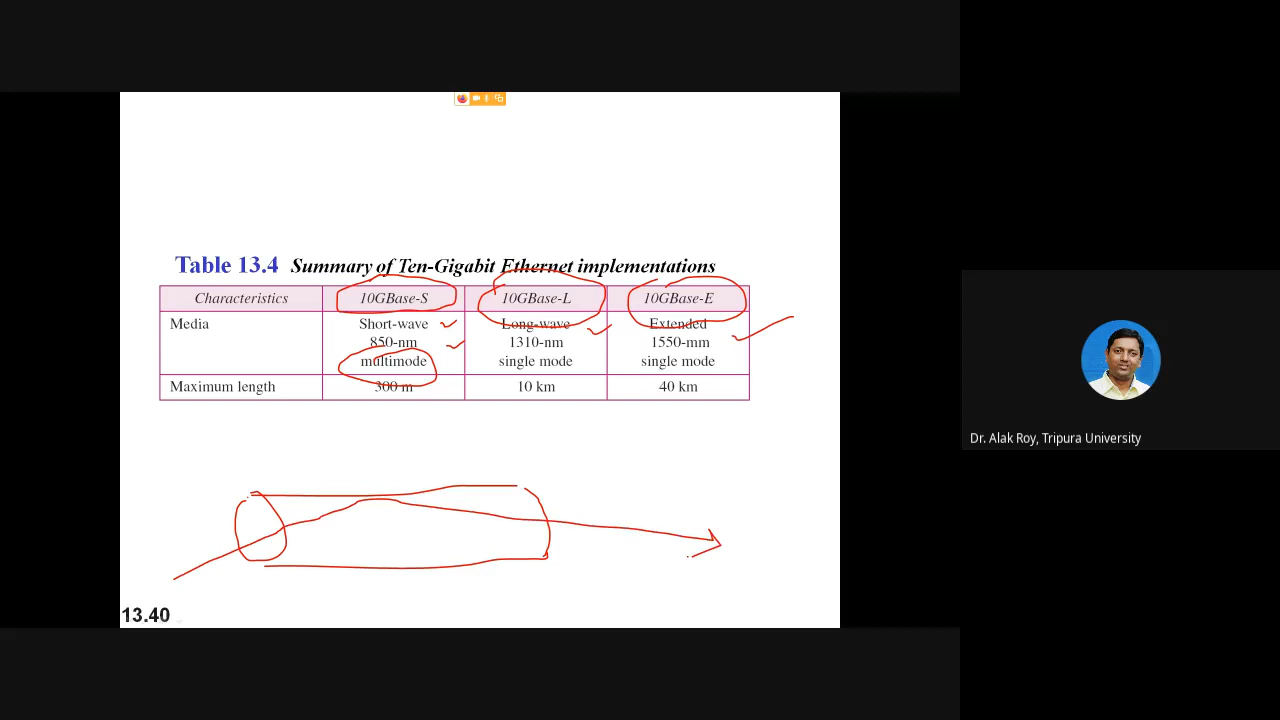 Table 13.4 Summary of Ten-Gigabit Ethernet implementations
Characteristics 10GBase-S 10GBase-L 10GBase-E
Media Short-wave Long-wave Extended
850-nm 1310-nm 1550-mm
multimode single mode single mode
Maximum length 300 m 10 km 40 km
Dr. Alak Roy, Tripura University
13.40